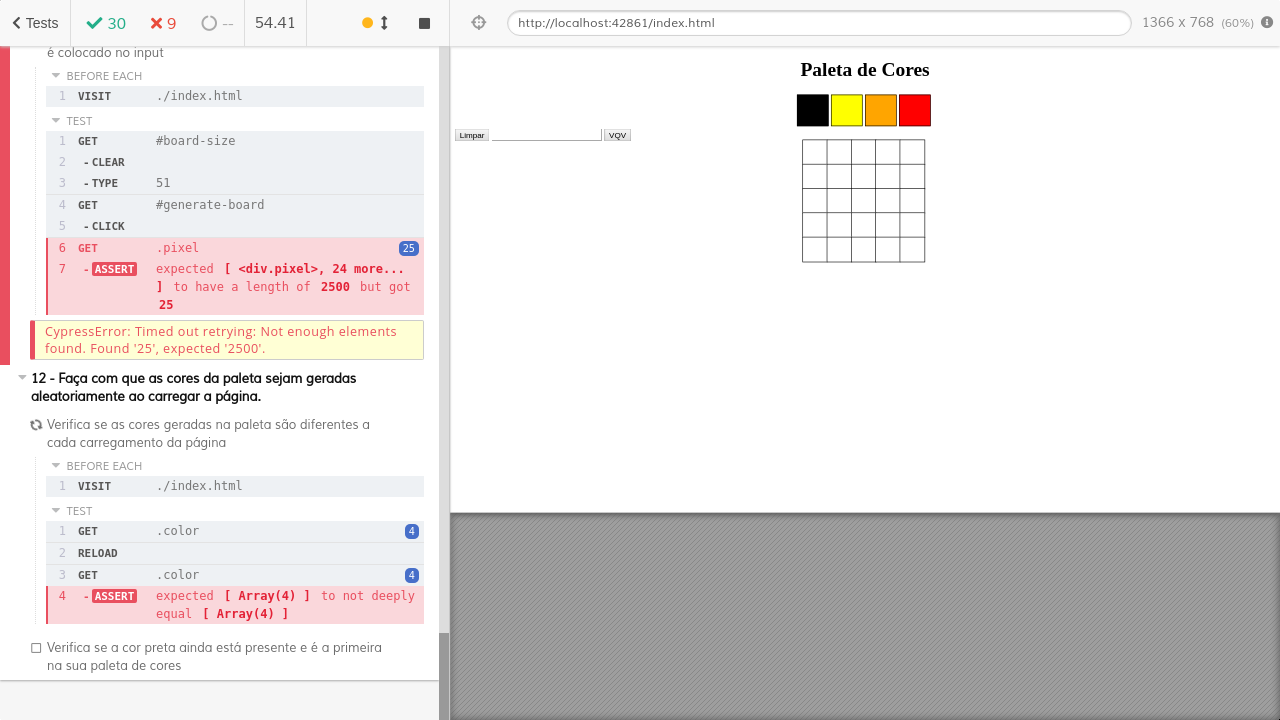 Tests 30 9 -- 54.41
http://localhost:42861/index.html 1366 x 768 (60%)
é colocado no input
BEFORE EACH
1 VISIT ./index.html
TEST
1 GET #board-size
2 -CLEAR
3 -TYPE 51
4 GET #generate-board
5 -CLICK
6 GET .pixel 25
7 -ASSERT expected [ <div.pixel>, 24 more...
] to have a length of 2500 but got
25
CypressError: Timed out retrying: Not enough elements
found. Found '25', expected '2500'.
12 - Faça com que as cores da paleta sejam geradas
aleatoriamente ao carregar a página.
Verifica se as cores geradas na paleta são diferentes a
cada carregamento da página
BEFORE EACH
1 VISIT ./index.html
TEST
1 GET .color 4
2 RELOAD
3 GET .color 4
4 -ASSERT expected [ Array(4) ] to not deeply
equal [ Array(4) ]
Verifica se a cor preta ainda está presente e é a primeira
na sua paleta de cores
Paleta de Cores
Limpar VQV